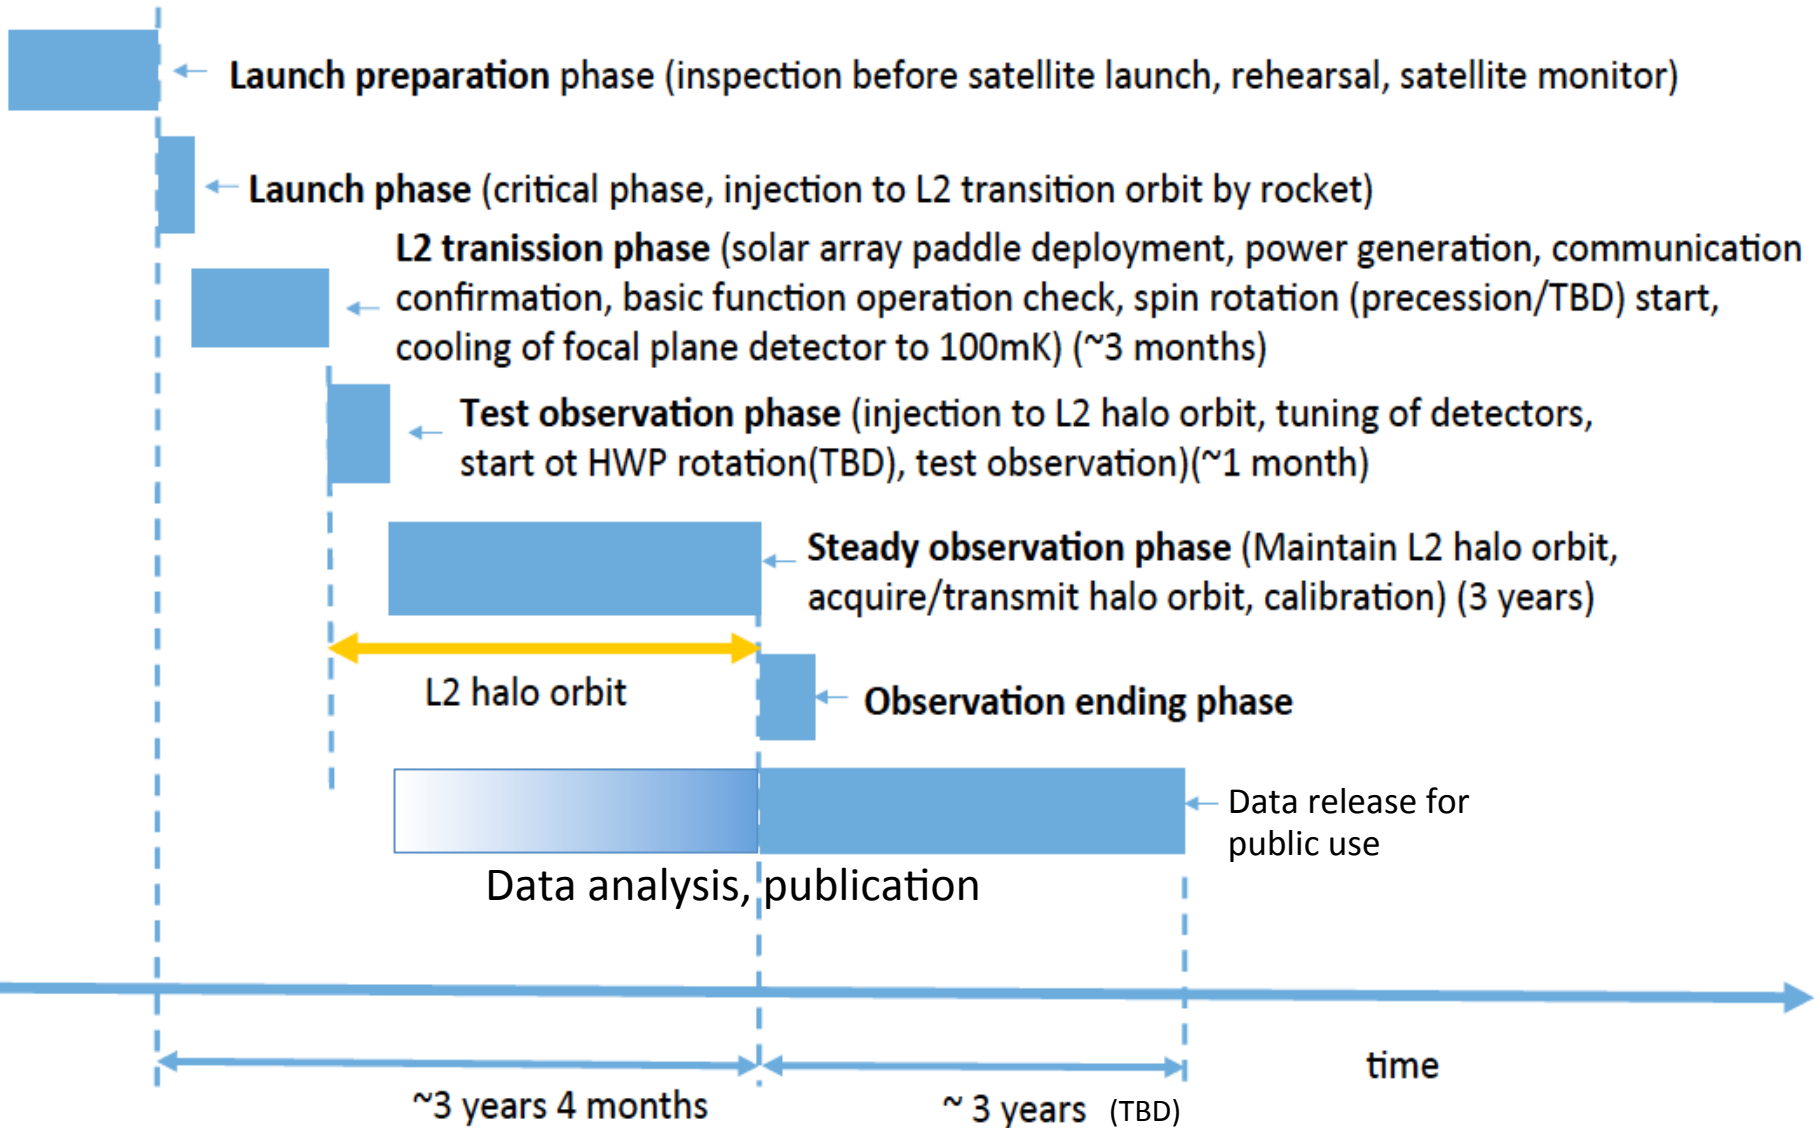 Launch preparation phase (inspection before satellite launch, rehearsal, satellite monitor)
Launch phase (critical phase, injection to L2 transition orbit by rocket)
L2 tranission phase (solar array paddle deployment, power generation, communication
confirmation, basic function operation check, spin rotation (precession/TBD) start,
cooling of focal plane detector to 100mK) (~3 months)
Test observation phase (injection to L2 halo orbit, tuning of detectors,
start ot HWP rotation(TBD), test observation)(~1 month)
Steady observation phase (Maintain L2 halo orbit,
acquire/transmit halo orbit, calibration) (3 years)
L2 halo orbit
Observation ending phase
Data release for
public use
Data analysis, publication
time
~3 years 4 months
~ 3 years (TBD)